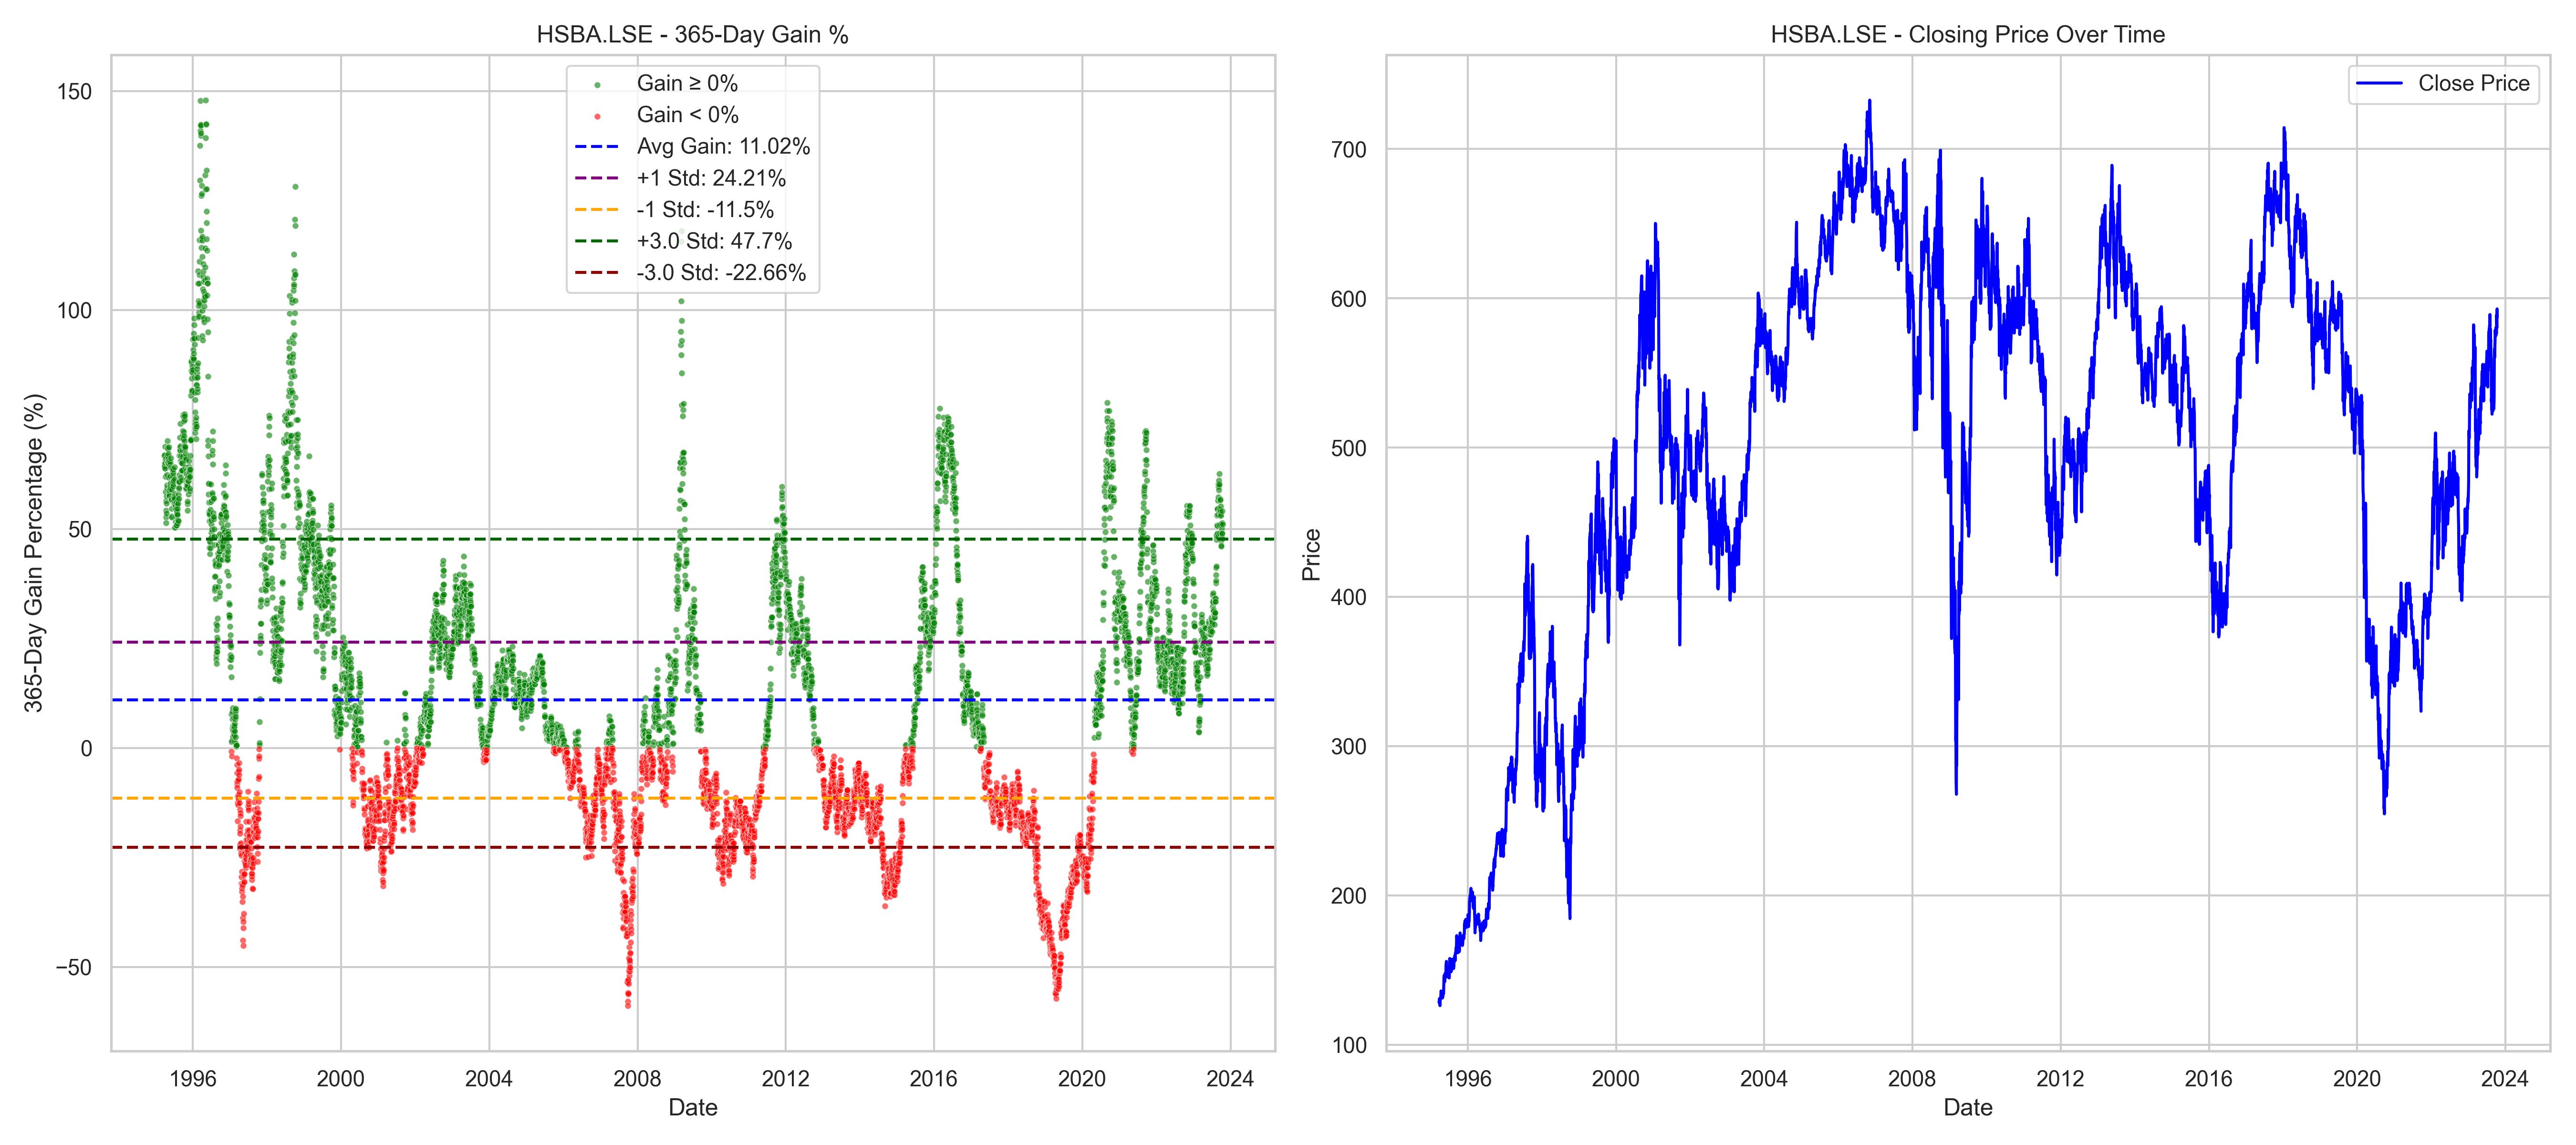 HSBA.LSE - 365-Day Gain %
150
100
50
0
−50
365-Day Gain Percentage (%)
Gain ≥ 0%
Gain < 0%
Avg Gain: 11.02%
+1 Std: 24.21%
-1 Std: -11.5%
+3.0 Std: 47.7%
-3.0 Std: -22.66%
1996 2000 2004 2008 2012 2016 2020 2024
Date
HSBA.LSE - Closing Price Over Time
Close Price
700
600
500
400
300
200
100
Price
1996 2000 2004 2008 2012 2016 2020 2024
Date